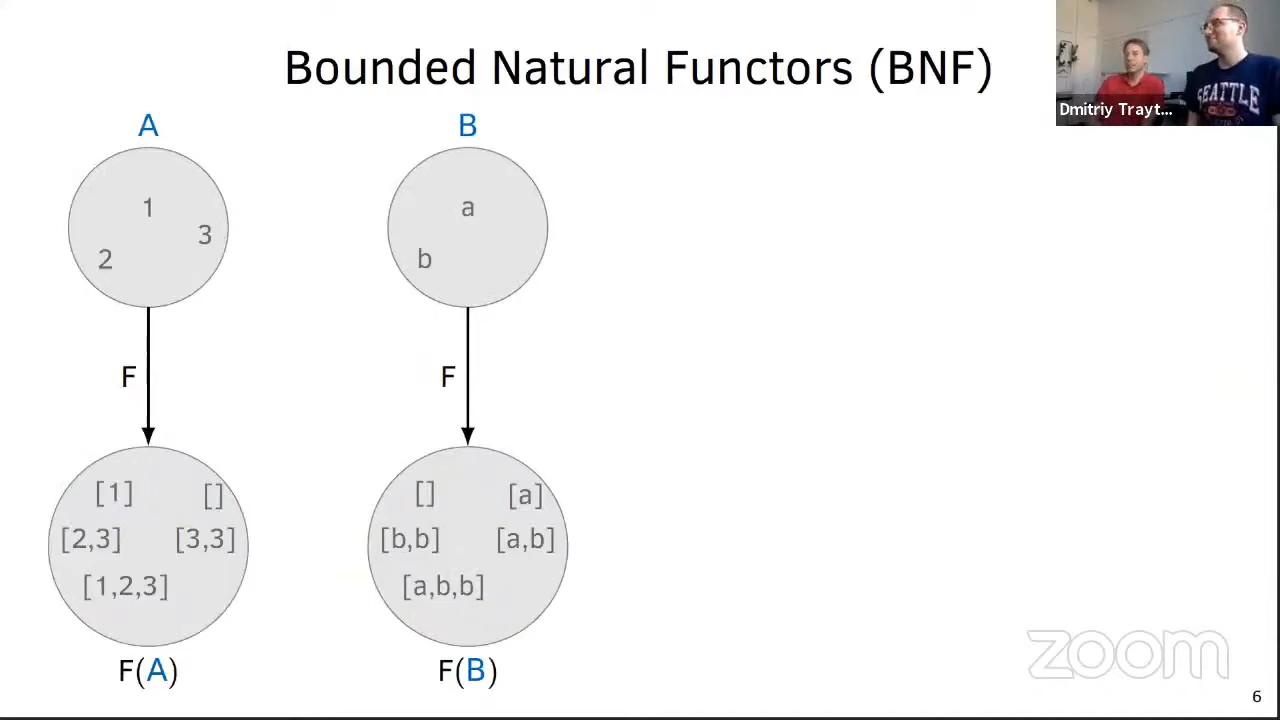 Bounded Natural Functors (BNF)
A
B
1
3
2
a
b
F
F
[1]
[]
[2,3]
[3,3]
[1,2,3]
[]
[a]
[b,b]
[a,b]
[a,b,b]
F(A)
F(B)
Dmitriy Trayt...
SEATTLE
zoom
6